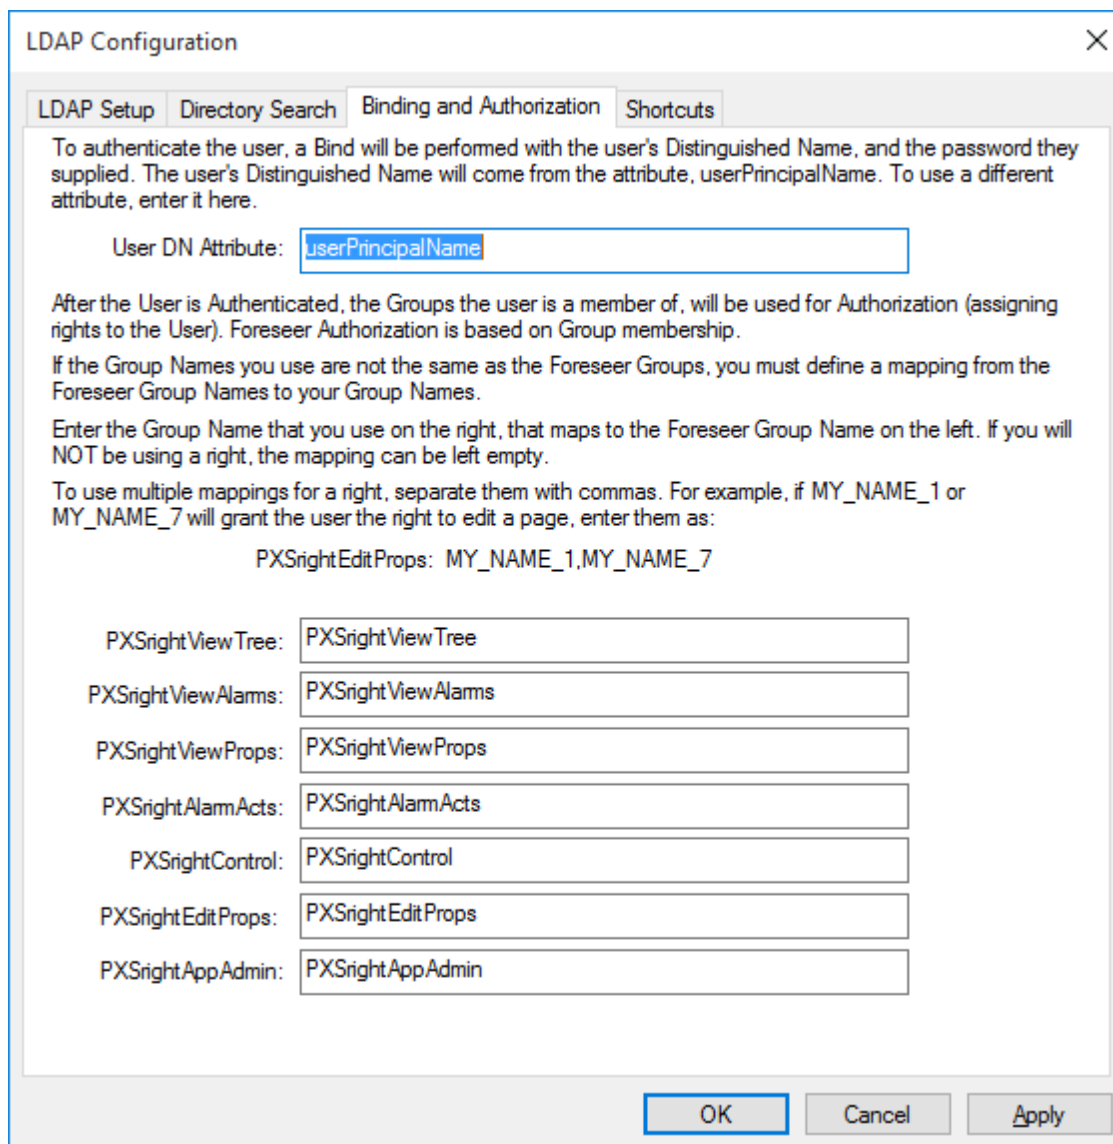 LDAP Configuration
LDAP Setup Directory Search Binding and Authorization Shortcuts
To authenticate the user, a Bind will be performed with the user's Distinguished Name, and the password they
supplied. The user's Distinguished Name will come from the attribute, userPrincipalName. To use a different
attribute, enter it here.
User DN Attribute: userPrincipalName
After the User is Authenticated, the Groups the user is a member of, will be used for Authorization (assigning
rights to the User). Foreseer Authorization is based on Group membership.
If the Group Names you use are not the same as the Foreseer Groups, you must define a mapping from the
Foreseer Group Names to your Group Names.
Enter the Group Name that you use on the right, that maps to the Foreseer Group Name on the left. If you will
NOT be using a right, the mapping can be left empty.
To use multiple mappings for a right, separate them with commas. For example, if MY_NAME_1 or
MY_NAME_7 will grant the user the right to edit a page, enter them as:
PXSrightEditProps: MY_NAME_1,MY_NAME_7
PXSrightViewTree: PXSrightViewTree
PXSrightViewAlarms: PXSrightViewAlarms
PXSrightViewProps: PXSrightViewProps
PXSrightAlarmActs: PXSrightAlarmActs
PXSrightControl: PXSrightControl
PXSrightEditProps: PXSrightEditProps
PXSrightAppAdmin: PXSrightAppAdmin
OK Cancel Apply